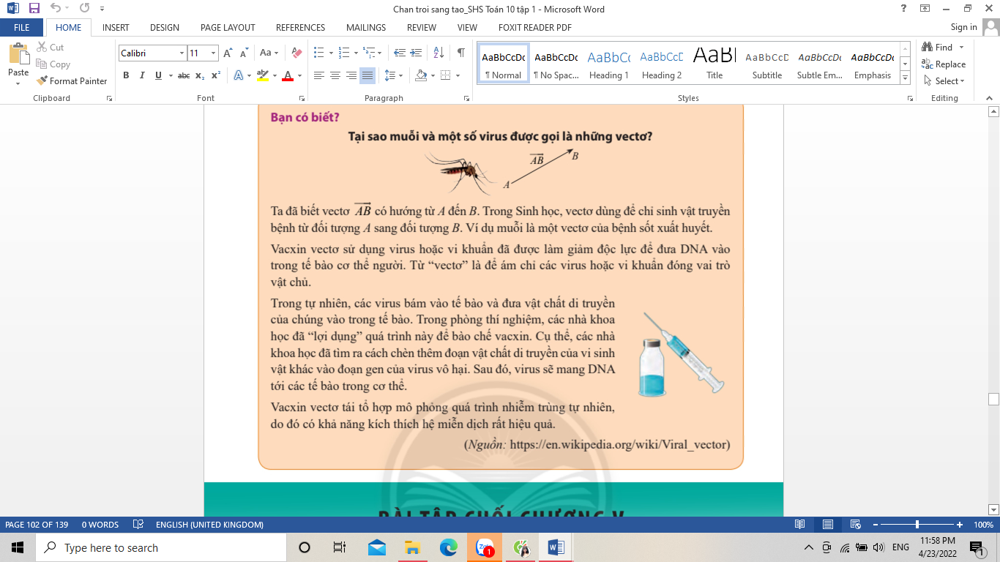 Chan troi sang tao_SHS Toán 10 tập 1 - Microsoft Word
FILE HOME INSERT DESIGN PAGE LAYOUT REFERENCES MAILINGS REVIEW VIEW FOXIT READER PDF Sign in
Paste
Cut
Copy
Format Painter
Clipboard
Calibri 11
Font
Paragraph
AaBbCcDc AaBbCcDc AaBbCc AaBbCcD AaBl AaBbCcD AaBbCcDc AaBbCcDc
¶ Normal ¶ No Spac... Heading 1 Heading 2 Title Subtitle Subtle Em... Emphasis
Styles
Find
Replace
Select
Editing
Bạn có biết?
Tại sao muỗi và một số virus được gọi là những vectơ?
AB
A
B
Ta đã biết vectơ AB có hướng từ A đến B. Trong Sinh học, vectơ dùng để chỉ sinh vật truyền
bệnh từ đối tượng A sang đối tượng B. Ví dụ muỗi là một vectơ của bệnh sốt xuất huyết.
Vacxin vectơ sử dụng virus hoặc vi khuẩn đã được làm giảm độc lực để đưa DNA vào
trong tế bào cơ thể người. Từ “vectơ” là để ám chỉ các virus hoặc vi khuẩn đóng vai trò
vật chủ.
Trong tự nhiên, các virus bám vào tế bào và đưa vật chất di truyền
của chúng vào trong tế bào. Trong phòng thí nghiệm, các nhà khoa
học đã “lợi dụng” quá trình này để bào chế vacxin. Cụ thể, các nhà
khoa học đã tìm ra cách chèn thêm đoạn vật chất di truyền của vi sinh
vật khác vào đoạn gen của virus vô hại. Sau đó, virus sẽ mang DNA
tới các tế bào trong cơ thể.
Vacxin vectơ tái tổ hợp mô phỏng quá trình nhiễm trùng tự nhiên,
do đó có khả năng kích thích hệ miễn dịch rất hiệu quả.
(Nguồn: https://en.wikipedia.org/wiki/Viral_vector)
BÀI TẬP CUỐI CHƯƠNG V
PAGE 102 OF 139 0 WORDS ENGLISH (UNITED KINGDOM) 100%
Type here to search
ENG
11:58 PM
4/23/2022